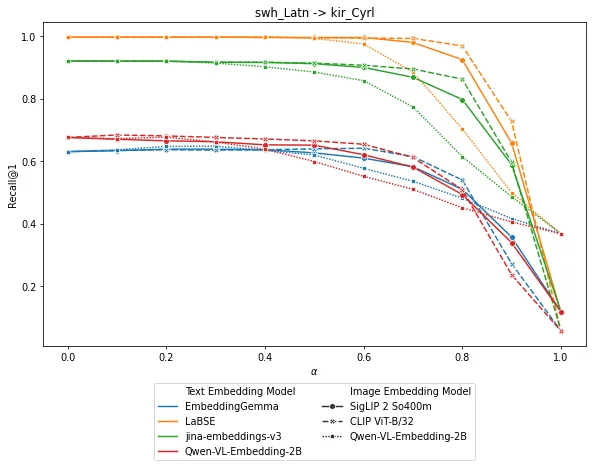 swh_Latn -> kir_Cyrl
Recall@1
1.0
0.8
0.6
0.4
0.2
0.0 0.2 0.4 0.6 0.8 1.0
α
Text Embedding Model Image Embedding Model
EmbeddingGemma SigLIP 2 So400m
LaBSE CLIP ViT-B/32
jina-embeddings-v3 Qwen-VL-Embedding-2B
Qwen-VL-Embedding-2B